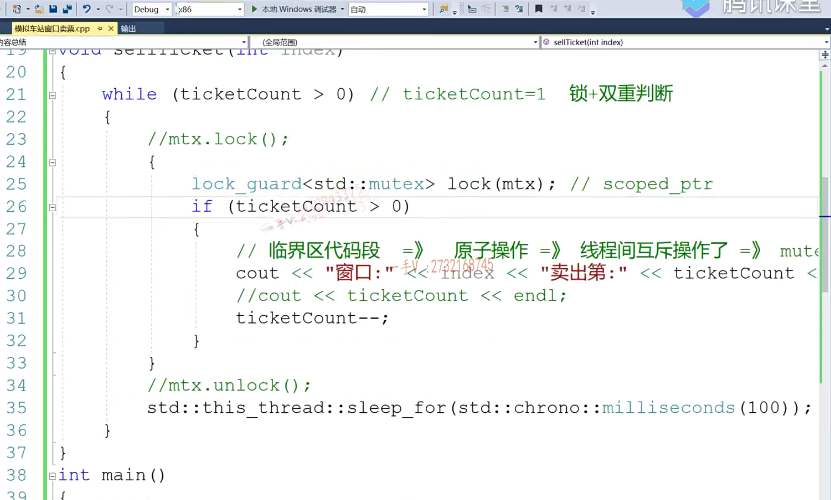 Debug x86 本地 Windows 调试器 自动
腾讯课堂
模拟车站窗口卖票.cpp 输出
内容总结 (全局范围) sellTicket(int index)
19 void sellTicket(int index)
20 {
21 while (ticketCount > 0) // ticketCount=1 锁+双重判断
22 {
23 //mtx.lock();
24 {
25 lock_guard<std::mutex> lock(mtx); // scoped_ptr
26 if (ticketCount > 0)
27 {
28 // 临界区代码段 =》 原子操作 =》 线程间互斥操作了 =》 mute
29 cout << "窗口:" << index << "卖出第:" << ticketCount <
30 //cout << ticketCount << endl;
31 ticketCount--;
32 }
33 }
34 //mtx.unlock();
35 std::this_thread::sleep_for(std::chrono::milliseconds(100));
36 }
37 }
38 int main()
39 {